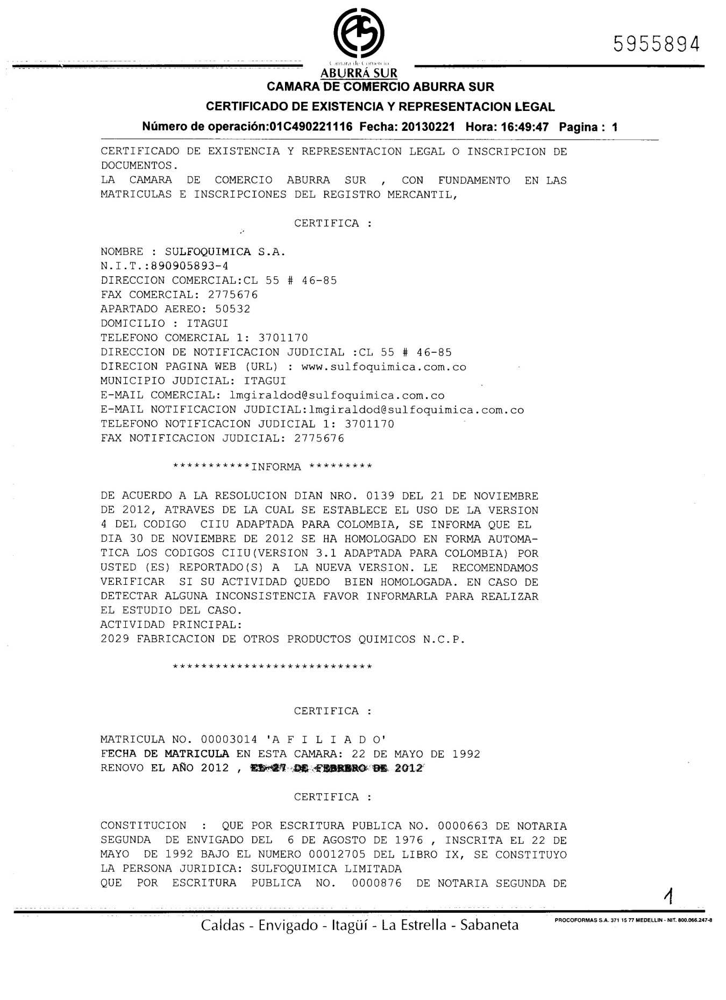 5955894
Camara de Comercio
ABURRÁ SUR
CAMARA DE COMERCIO ABURRA SUR
CERTIFICADO DE EXISTENCIA Y REPRESENTACION LEGAL
Número de operación:01C490221116 Fecha: 20130221 Hora: 16:49:47 Pagina : 1
CERTIFICADO DE EXISTENCIA Y REPRESENTACION LEGAL O INSCRIPCION DE
DOCUMENTOS.
LA CAMARA DE COMERCIO ABURRA SUR , CON FUNDAMENTO EN LAS
MATRICULAS E INSCRIPCIONES DEL REGISTRO MERCANTIL,
CERTIFICA :
NOMBRE : SULFOQUIMICA S.A.
N.I.T.:890905893-4
DIRECCION COMERCIAL:CL 55 # 46-85
FAX COMERCIAL: 2775676
APARTADO AEREO: 50532
DOMICILIO : ITAGUI
TELEFONO COMERCIAL 1: 3701170
DIRECCION DE NOTIFICACION JUDICIAL :CL 55 # 46-85
DIRECION PAGINA WEB (URL) : www.sulfoquimica.com.co
MUNICIPIO JUDICIAL: ITAGUI
E-MAIL COMERCIAL: lmgiraldod@sulfoquimica.com.co
E-MAIL NOTIFICACION JUDICIAL:lmgiraldod@sulfoquimica.com.co
TELEFONO NOTIFICACION JUDICIAL 1: 3701170
FAX NOTIFICACION JUDICIAL: 2775676
***********INFORMA *********
DE ACUERDO A LA RESOLUCION DIAN NRO. 0139 DEL 21 DE NOVIEMBRE
DE 2012, ATRAVES DE LA CUAL SE ESTABLECE EL USO DE LA VERSION
4 DEL CODIGO CIIU ADAPTADA PARA COLOMBIA, SE INFORMA QUE EL
DIA 30 DE NOVIEMBRE DE 2012 SE HA HOMOLOGADO EN FORMA AUTOMA-
TICA LOS CODIGOS CIIU(VERSION 3.1 ADAPTADA PARA COLOMBIA) POR
USTED (ES) REPORTADO(S) A LA NUEVA VERSION. LE RECOMENDAMOS
VERIFICAR SI SU ACTIVIDAD QUEDO BIEN HOMOLOGADA. EN CASO DE
DETECTAR ALGUNA INCONSISTENCIA FAVOR INFORMARLA PARA REALIZAR
EL ESTUDIO DEL CASO.
ACTIVIDAD PRINCIPAL:
2029 FABRICACION DE OTROS PRODUCTOS QUIMICOS N.C.P.
****************************
CERTIFICA :
MATRICULA NO. 00003014 'A F I L I A D O'
FECHA DE MATRICULA EN ESTA CAMARA: 22 DE MAYO DE 1992
RENOVO EL AÑO 2012 , EL 27 DE FEBRERO DE 2012
CERTIFICA :
CONSTITUCION : QUE POR ESCRITURA PUBLICA NO. 0000663 DE NOTARIA
SEGUNDA DE ENVIGADO DEL 6 DE AGOSTO DE 1976 , INSCRITA EL 22 DE
MAYO DE 1992 BAJO EL NUMERO 00012705 DEL LIBRO IX, SE CONSTITUYO
LA PERSONA JURIDICA: SULFOQUIMICA LIMITADA
QUE POR ESCRITURA PUBLICA NO. 0000876 DE NOTARIA SEGUNDA DE
1
Caldas - Envigado - Itagüí - La Estrella - Sabaneta
PROCOFORMAS S.A. 371 15 77 MEDELLIN - NIT. 800.066.247-8